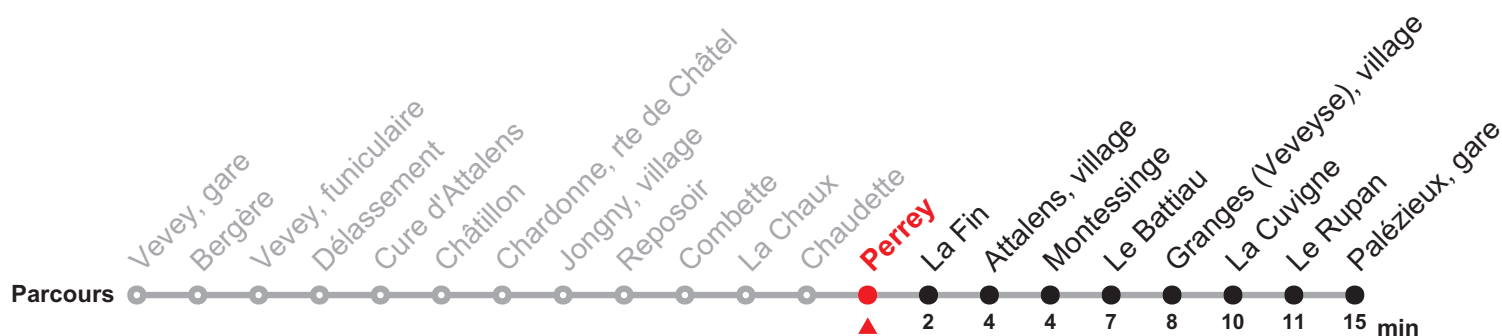 Parcours
Vevey, gare
Bergère
Vevey, funiculaire
Délassement
Cure d'Attalens
Châtillon
Chardonne, rte de Châtel
Jongny, village
Reposoir
Combette
La Chaux
Chaudette
Perrey
La Fin
Attalens, village
Montessinge
Le Battiau
Granges (Veveyse), village
La Cuvigne
Le Rupan
Palézieux, gare
2 4 4 7 8 10 11 15 min